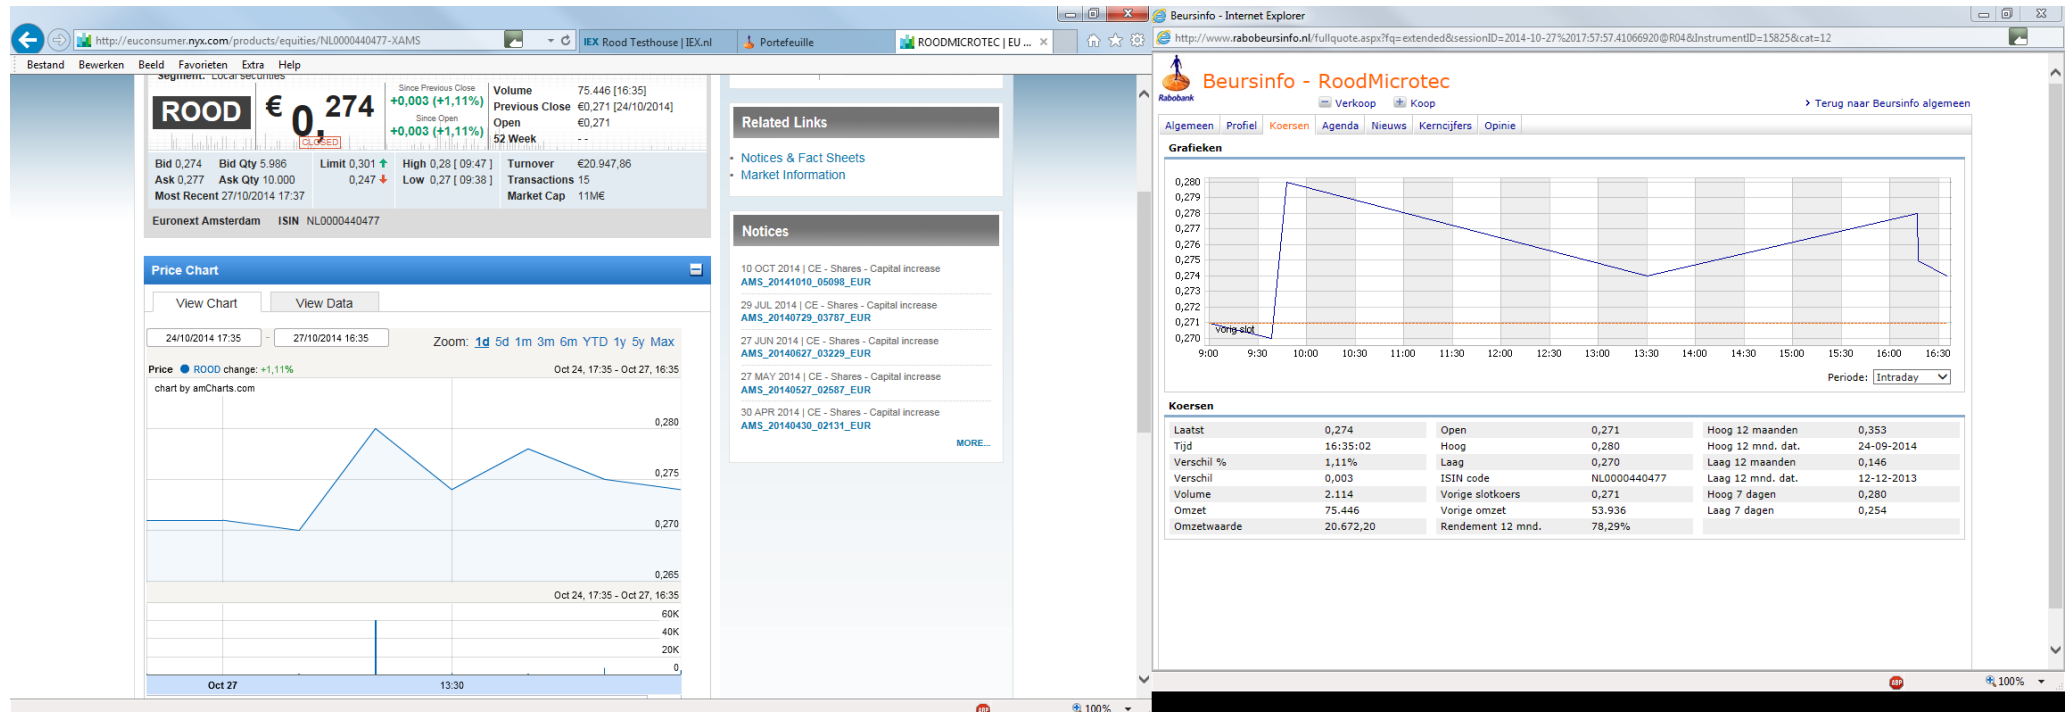 http://euconsumer.nyx.com/products/equities/NL0000440477-XAMS
IEX Rood Testhouse | IEX.nl
Portefeuille
ROODMICROTEC | EU ...
Bestand Bewerken Beeld Favorieten Extra Help
Segment: Local securities
ROOD
€ 0,274
CLOSED
Since Previous Close
+0,003 (+1,11%)
Since Open
+0,003 (+1,11%)
Volume 75.446 [16:35]
Previous Close €0,271 [24/10/2014]
Open €0,271
52 Week - -
Bid 0,274 Bid Qty 5.986 Limit 0,301 High 0,28 [ 09:47 ] Turnover €20.947,86
Ask 0,277 Ask Qty 10.000 0,247 Low 0,27 [ 09:38 ] Transactions 15
Most Recent 27/10/2014 17:37 Market Cap 11M€
Euronext Amsterdam ISIN NL0000440477
Price Chart
View Chart View Data
24/10/2014 17:35 - 27/10/2014 16:35 Zoom: 1d 5d 1m 3m 6m YTD 1y 5y Max
Price ROOD change: +1,11% Oct 24, 17:35 - Oct 27, 16:35
chart by amCharts.com
0,280
0,275
0,270
0,265
Oct 24, 17:35 - Oct 27, 16:35
60K
40K
20K
0
Oct 27 13:30
Related Links
Notices & Fact Sheets
Market Information
Notices
10 OCT 2014 | CE - Shares - Capital increase
AMS_20141010_05098_EUR
29 JUL 2014 | CE - Shares - Capital increase
AMS_20140729_03787_EUR
27 JUN 2014 | CE - Shares - Capital increase
AMS_20140627_03229_EUR
27 MAY 2014 | CE - Shares - Capital increase
AMS_20140527_02587_EUR
30 APR 2014 | CE - Shares - Capital increase
AMS_20140430_02131_EUR
MORE...
ABP
100%
Beursinfo - Internet Explorer
http://www.rabobeursinfo.nl/fullquote.aspx?fq=extended&sessionID=2014-10-27%2017:57:57.41066920@R04&InstrumentID=15825&cat=12
Rabobank
Beursinfo - RoodMicrotec
Verkoop Koop
Terug naar Beursinfo algemeen
Algemeen Profiel Koersen Agenda Nieuws Kerncijfers Opinie
Grafieken
0,280
0,279
0,278
0,277
0,276
0,275
0,274
0,273
0,272
0,271
0,270
vorig slot
9:00 9:30 10:00 10:30 11:00 11:30 12:00 12:30 13:00 13:30 14:00 14:30 15:00 15:30 16:00 16:30
Periode: Intraday
Koersen
Laatst 0,274 Open 0,271 Hoog 12 maanden 0,353
Tijd 16:35:02 Hoog 0,280 Hoog 12 mnd. dat. 24-09-2014
Verschil % 1,11% Laag 0,270 Laag 12 maanden 0,146
Verschil 0,003 ISIN code NL0000440477 Laag 12 mnd. dat. 12-12-2013
Volume 2.114 Vorige slotkoers 0,271 Hoog 7 dagen 0,280
Omzet 75.446 Vorige omzet 53.936 Laag 7 dagen 0,254
Omzetwaarde 20.672,20 Rendement 12 mnd. 78,29%
ABP
100%